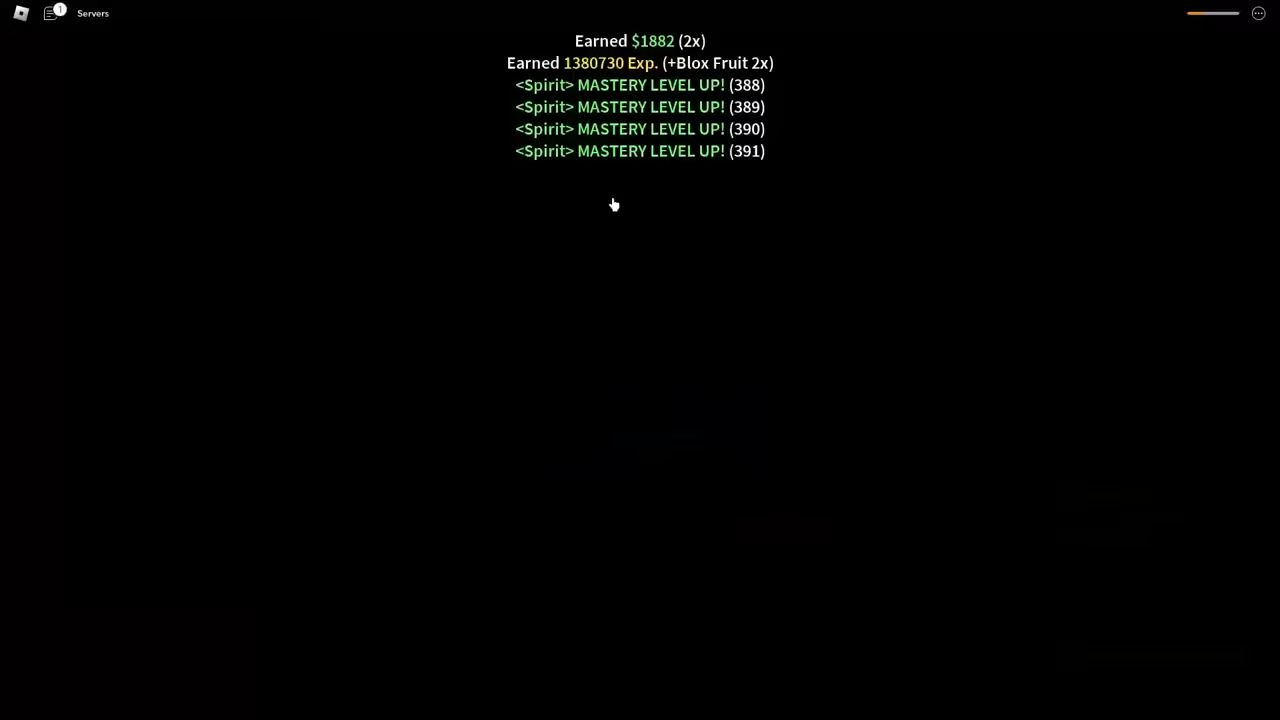 1
Servers
Earned $1882 (2x)
Earned 1380730 Exp. (+Blox Fruit 2x)
<Spirit> MASTERY LEVEL UP! (388)
<Spirit> MASTERY LEVEL UP! (389)
<Spirit> MASTERY LEVEL UP! (390)
<Spirit> MASTERY LEVEL UP! (391)